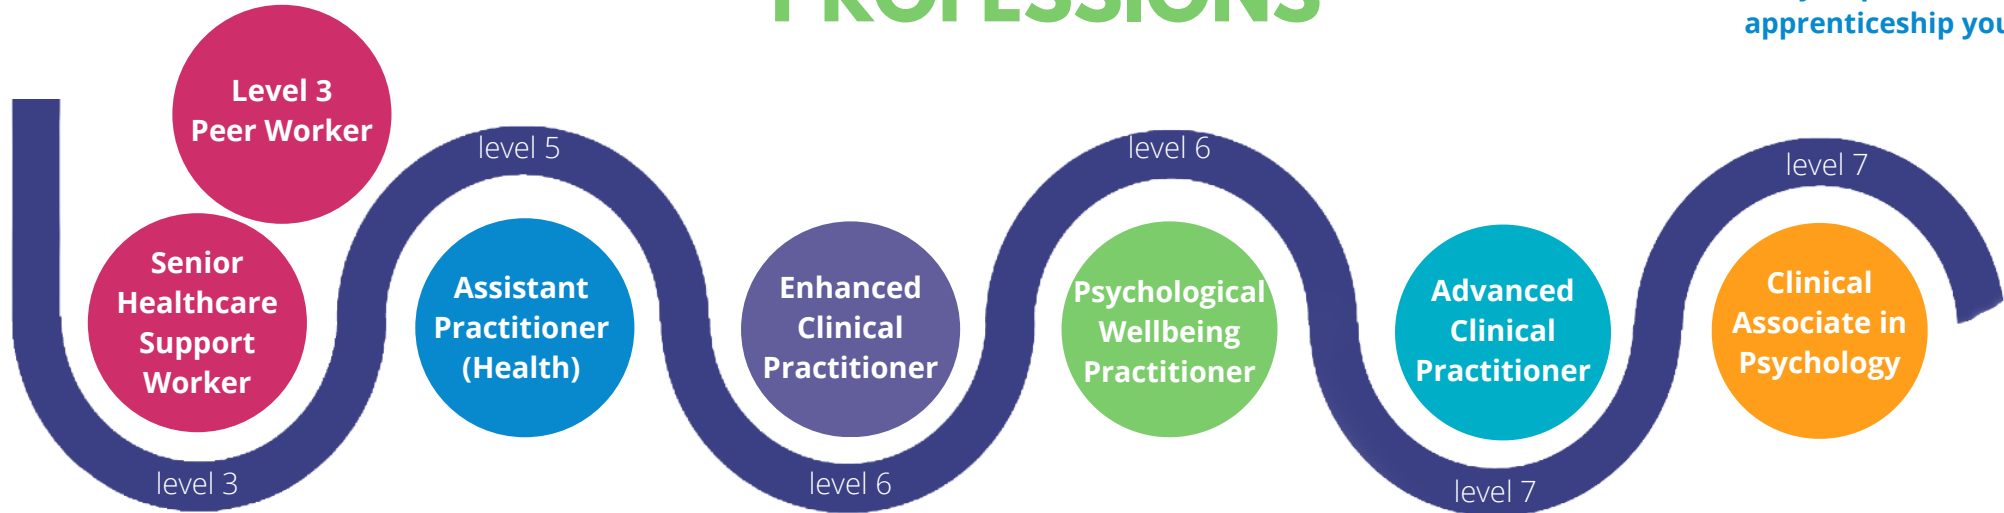 PROFESSIONS
apprenticeship you
Level 3
Peer Worker
Senior
Healthcare
Support
Worker
level 3
level 5
Assistant
Practitioner
(Health)
Enhanced
Clinical
Practitioner
level 6
level 6
Psychological
Wellbeing
Practitioner
Advanced
Clinical
Practitioner
level 7
level 7
Clinical
Associate in
Psychology